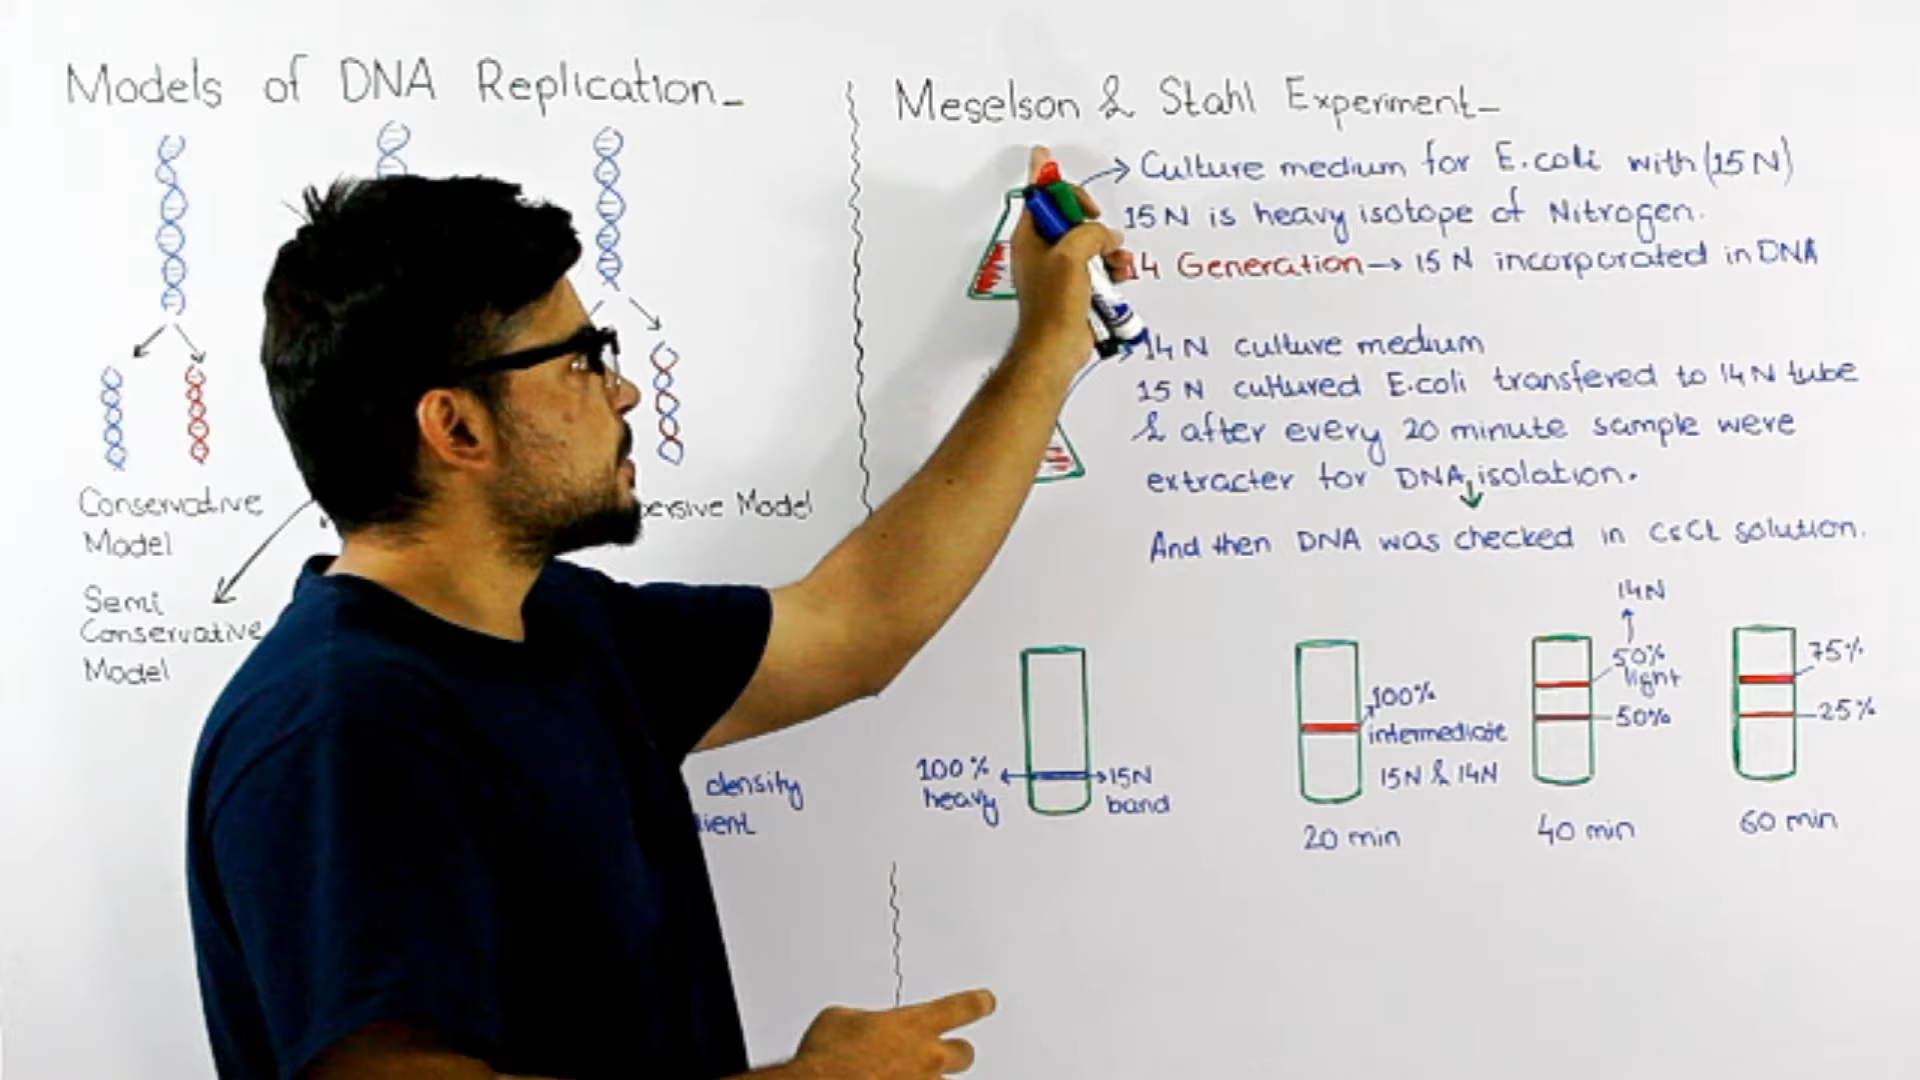 Models of DNA Replication
Conservative
Model
Semi
Conservative
Model
Model
density
Meselson & Stahl Experiment
Culture medium for E.coli with (15N)
15N is heavy isotope of Nitrogen.
14 Generation → 15N incorporated in DNA
14N culture medium
15N cultured E.coli transfered to 14N tube
& after every 20 minute sample were
extracter for DNA isolation.
And then DNA was checked in CsCl solution.
100%
heavy
15N
band
100%
intermediate
15N & 14N
20 min
14N
50%
light
50%
40 min
75%
25%
60 min